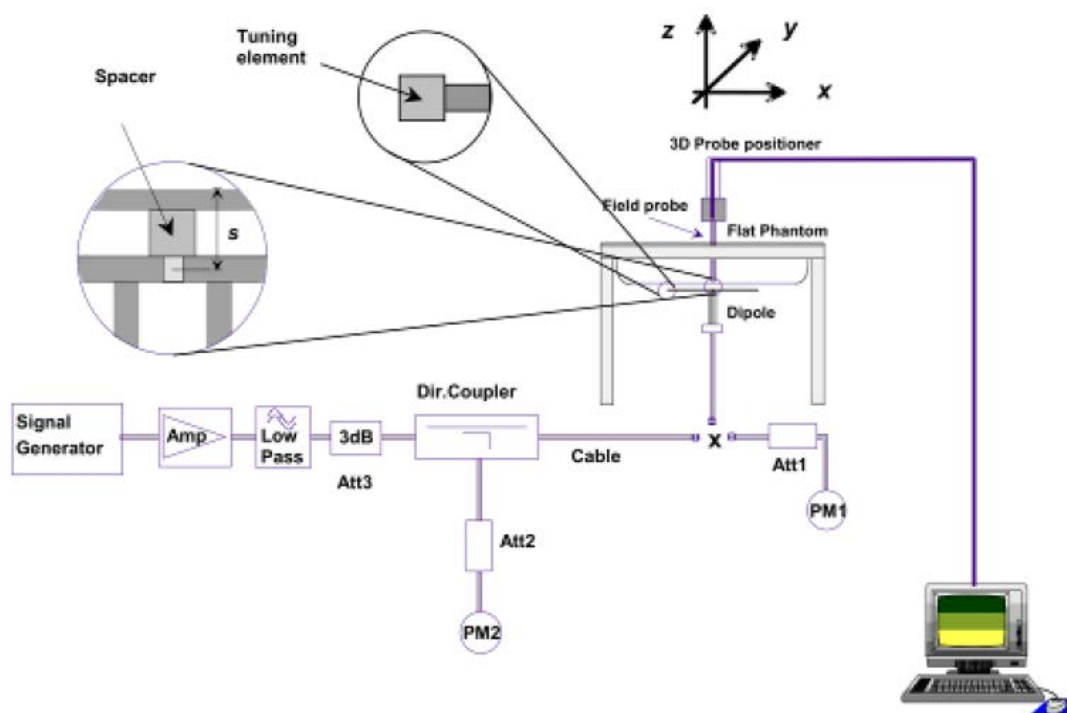 Tuning
element
Spacer
z
y
x
3D Probe positioner
Field probe
Flat Phantom
s
Dipole
Dir.Coupler
Signal
Generator
Amp
Low
Pass
3dB
Att3
Cable
x
Att1
PM1
Att2
PM2